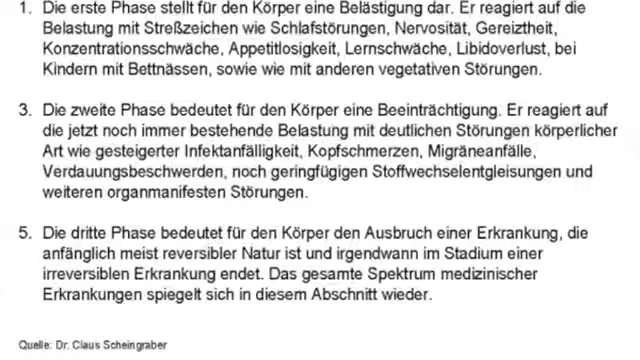 1. Die erste Phase stellt für den Körper eine Belästigung dar. Er reagiert auf die
Belastung mit Streßzeichen wie Schlafstörungen, Nervosität, Gereiztheit,
Konzentrationsschwäche, Appetitlosigkeit, Lernschwäche, Libidoverlust, bei
Kindern mit Bettnässen, sowie wie mit anderen vegetativen Störungen.
3. Die zweite Phase bedeutet für den Körper eine Beeinträchtigung. Er reagiert auf
die jetzt noch immer bestehende Belastung mit deutlichen Störungen körperlicher
Art wie gesteigerter Infektanfälligkeit, Kopfschmerzen, Migräneanfälle,
Verdauungsbeschwerden, noch geringfügigen Stoffwechselentgleisungen und
weiteren organmanifesten Störungen.
5. Die dritte Phase bedeutet für den Körper den Ausbruch einer Erkrankung, die
anfänglich meist reversibler Natur ist und irgendwann im Stadium einer
irreversiblen Erkrankung endet. Das gesamte Spektrum medizinischer
Erkrankungen spiegelt sich in diesem Abschnitt wieder.
Quelle: Dr. Claus Scheingraber